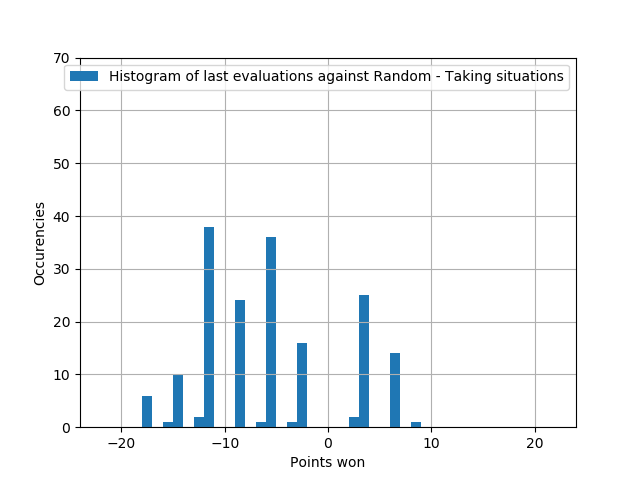 Histogram of last evaluations against Random - Taking situations
70
60
50
40
30
20
10
0
Occurencies
−20 −10 0 10 20
Points won